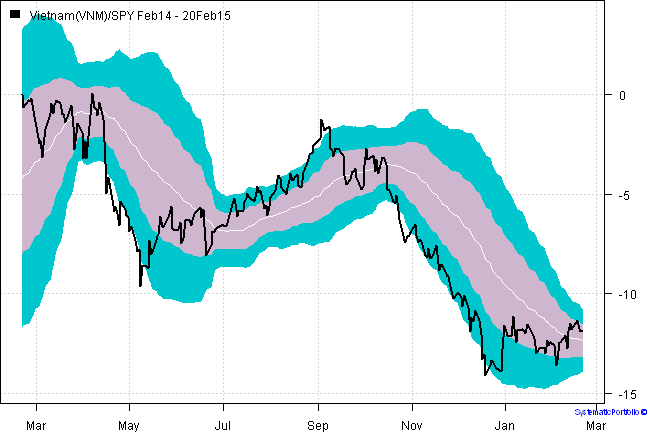 Vietnam(VNM)/SPY Feb14 - 20Feb15
0
-5
-10
-15
SystematicPortfolio ©
Mar May Jul Sep Nov Jan Mar